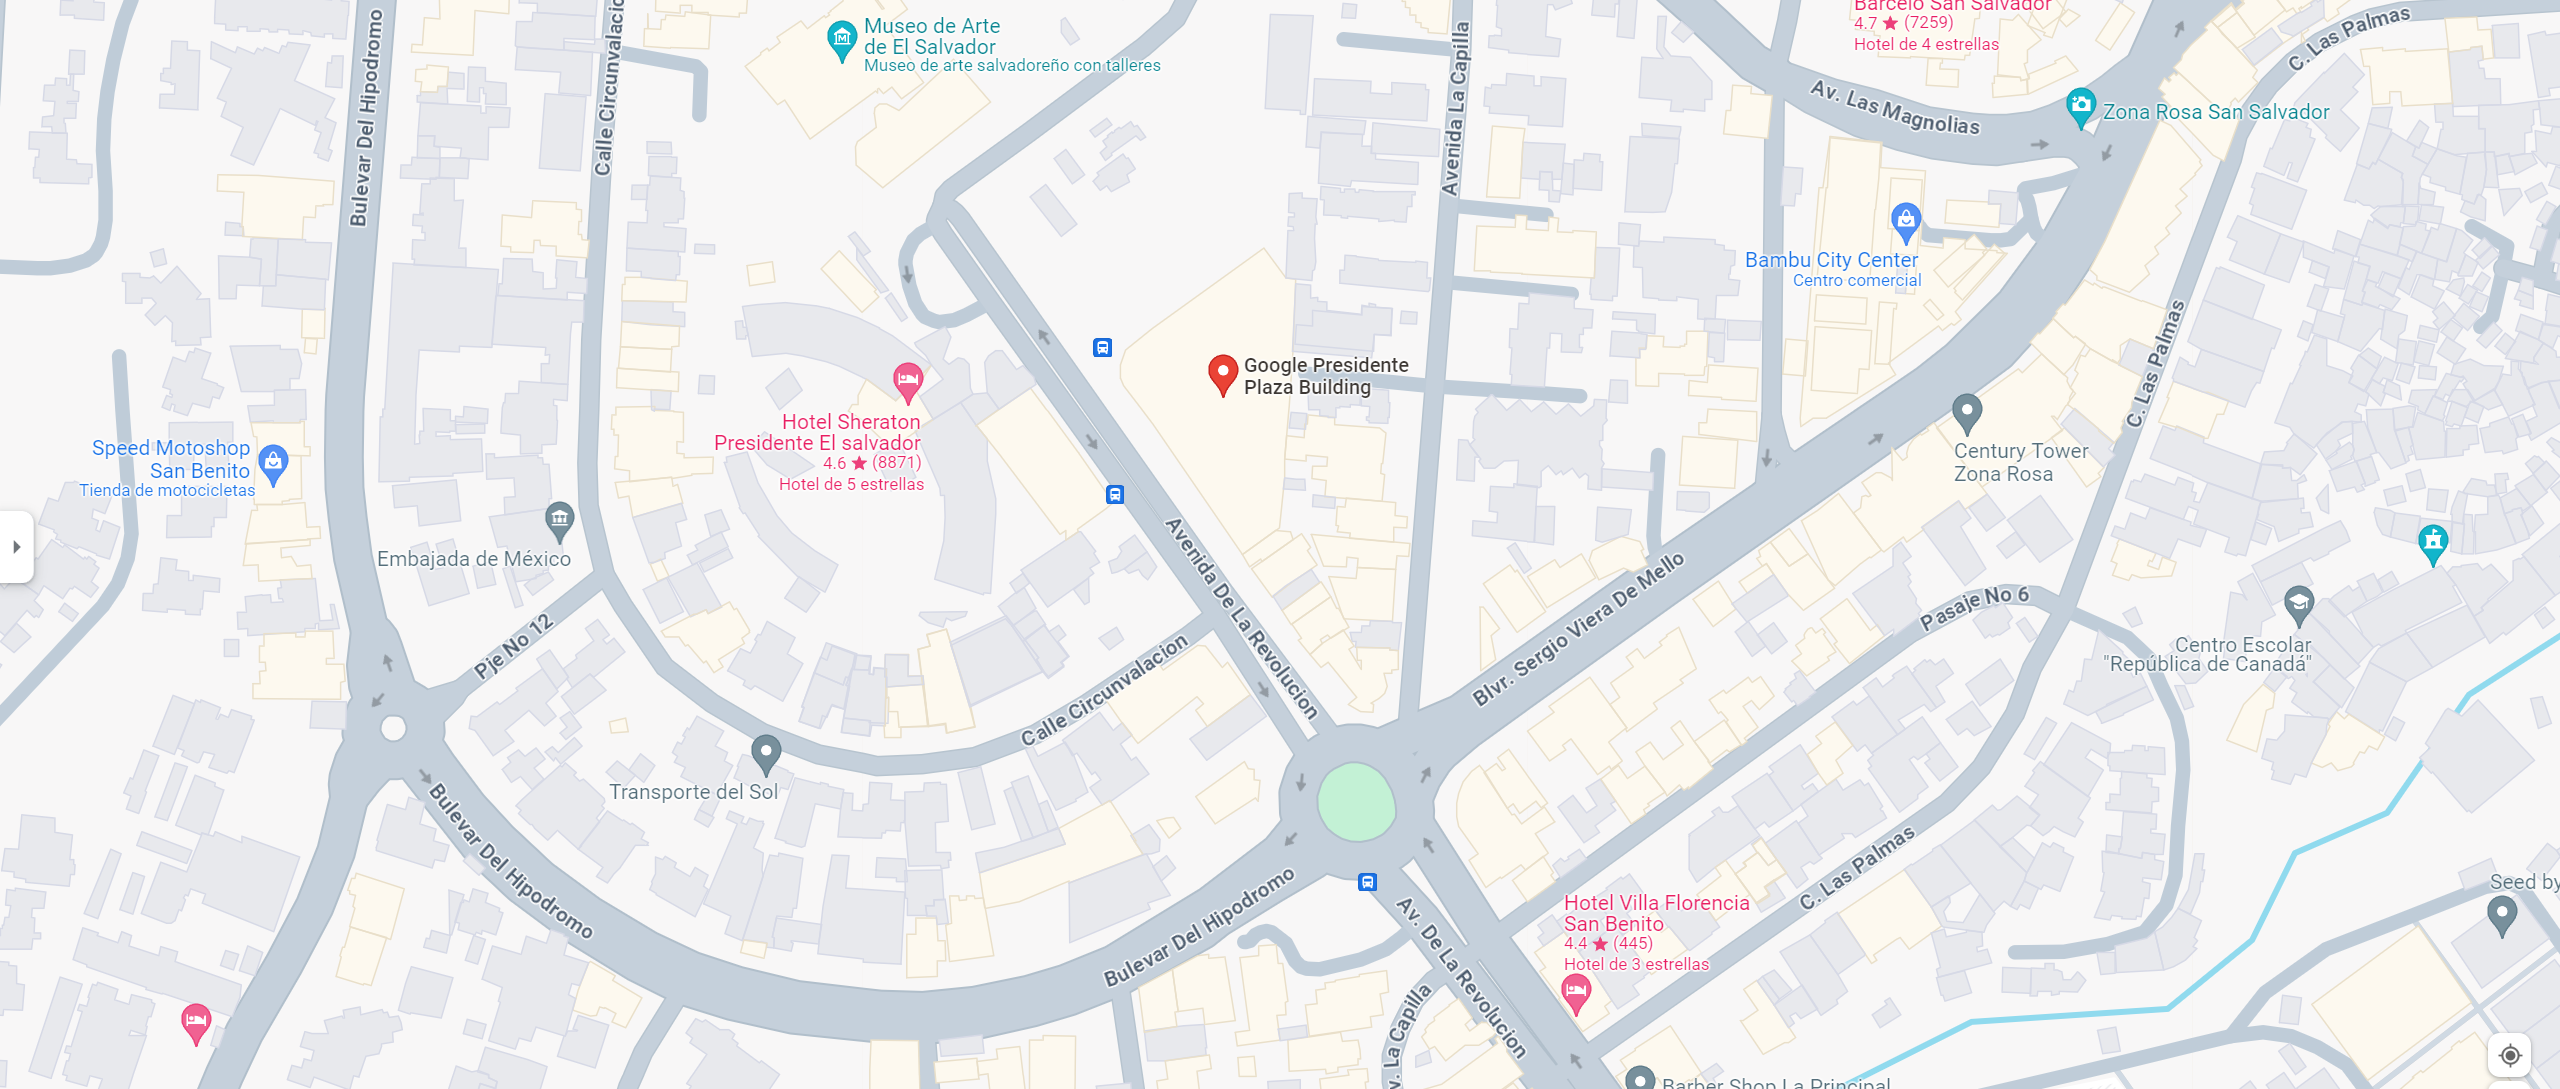 Barceló San Salvador
4.7 ★ (7259)
Hotel de 4 estrellas
C. Las Palmas
Museo de Arte
de El Salvador
Museo de arte salvadoreño con talleres
Bulevar Del Hipodromo
Calle Circunvalacio
Avenida La Capilla
Av. Las Magnolias
Zona Rosa San Salvador
Bambu City Center
Centro comercial
Google Presidente
Plaza Building
C. Las Palmas
Hotel Sheraton
Presidente El salvador
4.6 ★ (8871)
Hotel de 5 estrellas
Speed Motoshop
San Benito
Tienda de motocicletas
Century Tower
Zona Rosa
Embajada de México
Avenida De La Revolucion
Blvr. Sergio Viera De Mello
Pasaje No 6
Pje No 12
Centro Escolar
"República de Canadá"
Calle Circunvalacion
Transporte del Sol
Bulevar Del Hipodromo
Bulevar Del Hipodromo
C. Las Palmas
Seed by
Hotel Villa Florencia
San Benito
4.4 ★ (445)
Hotel de 3 estrellas
Av. De La Revolucion
v. La Capilla
Barber Shop La Principal